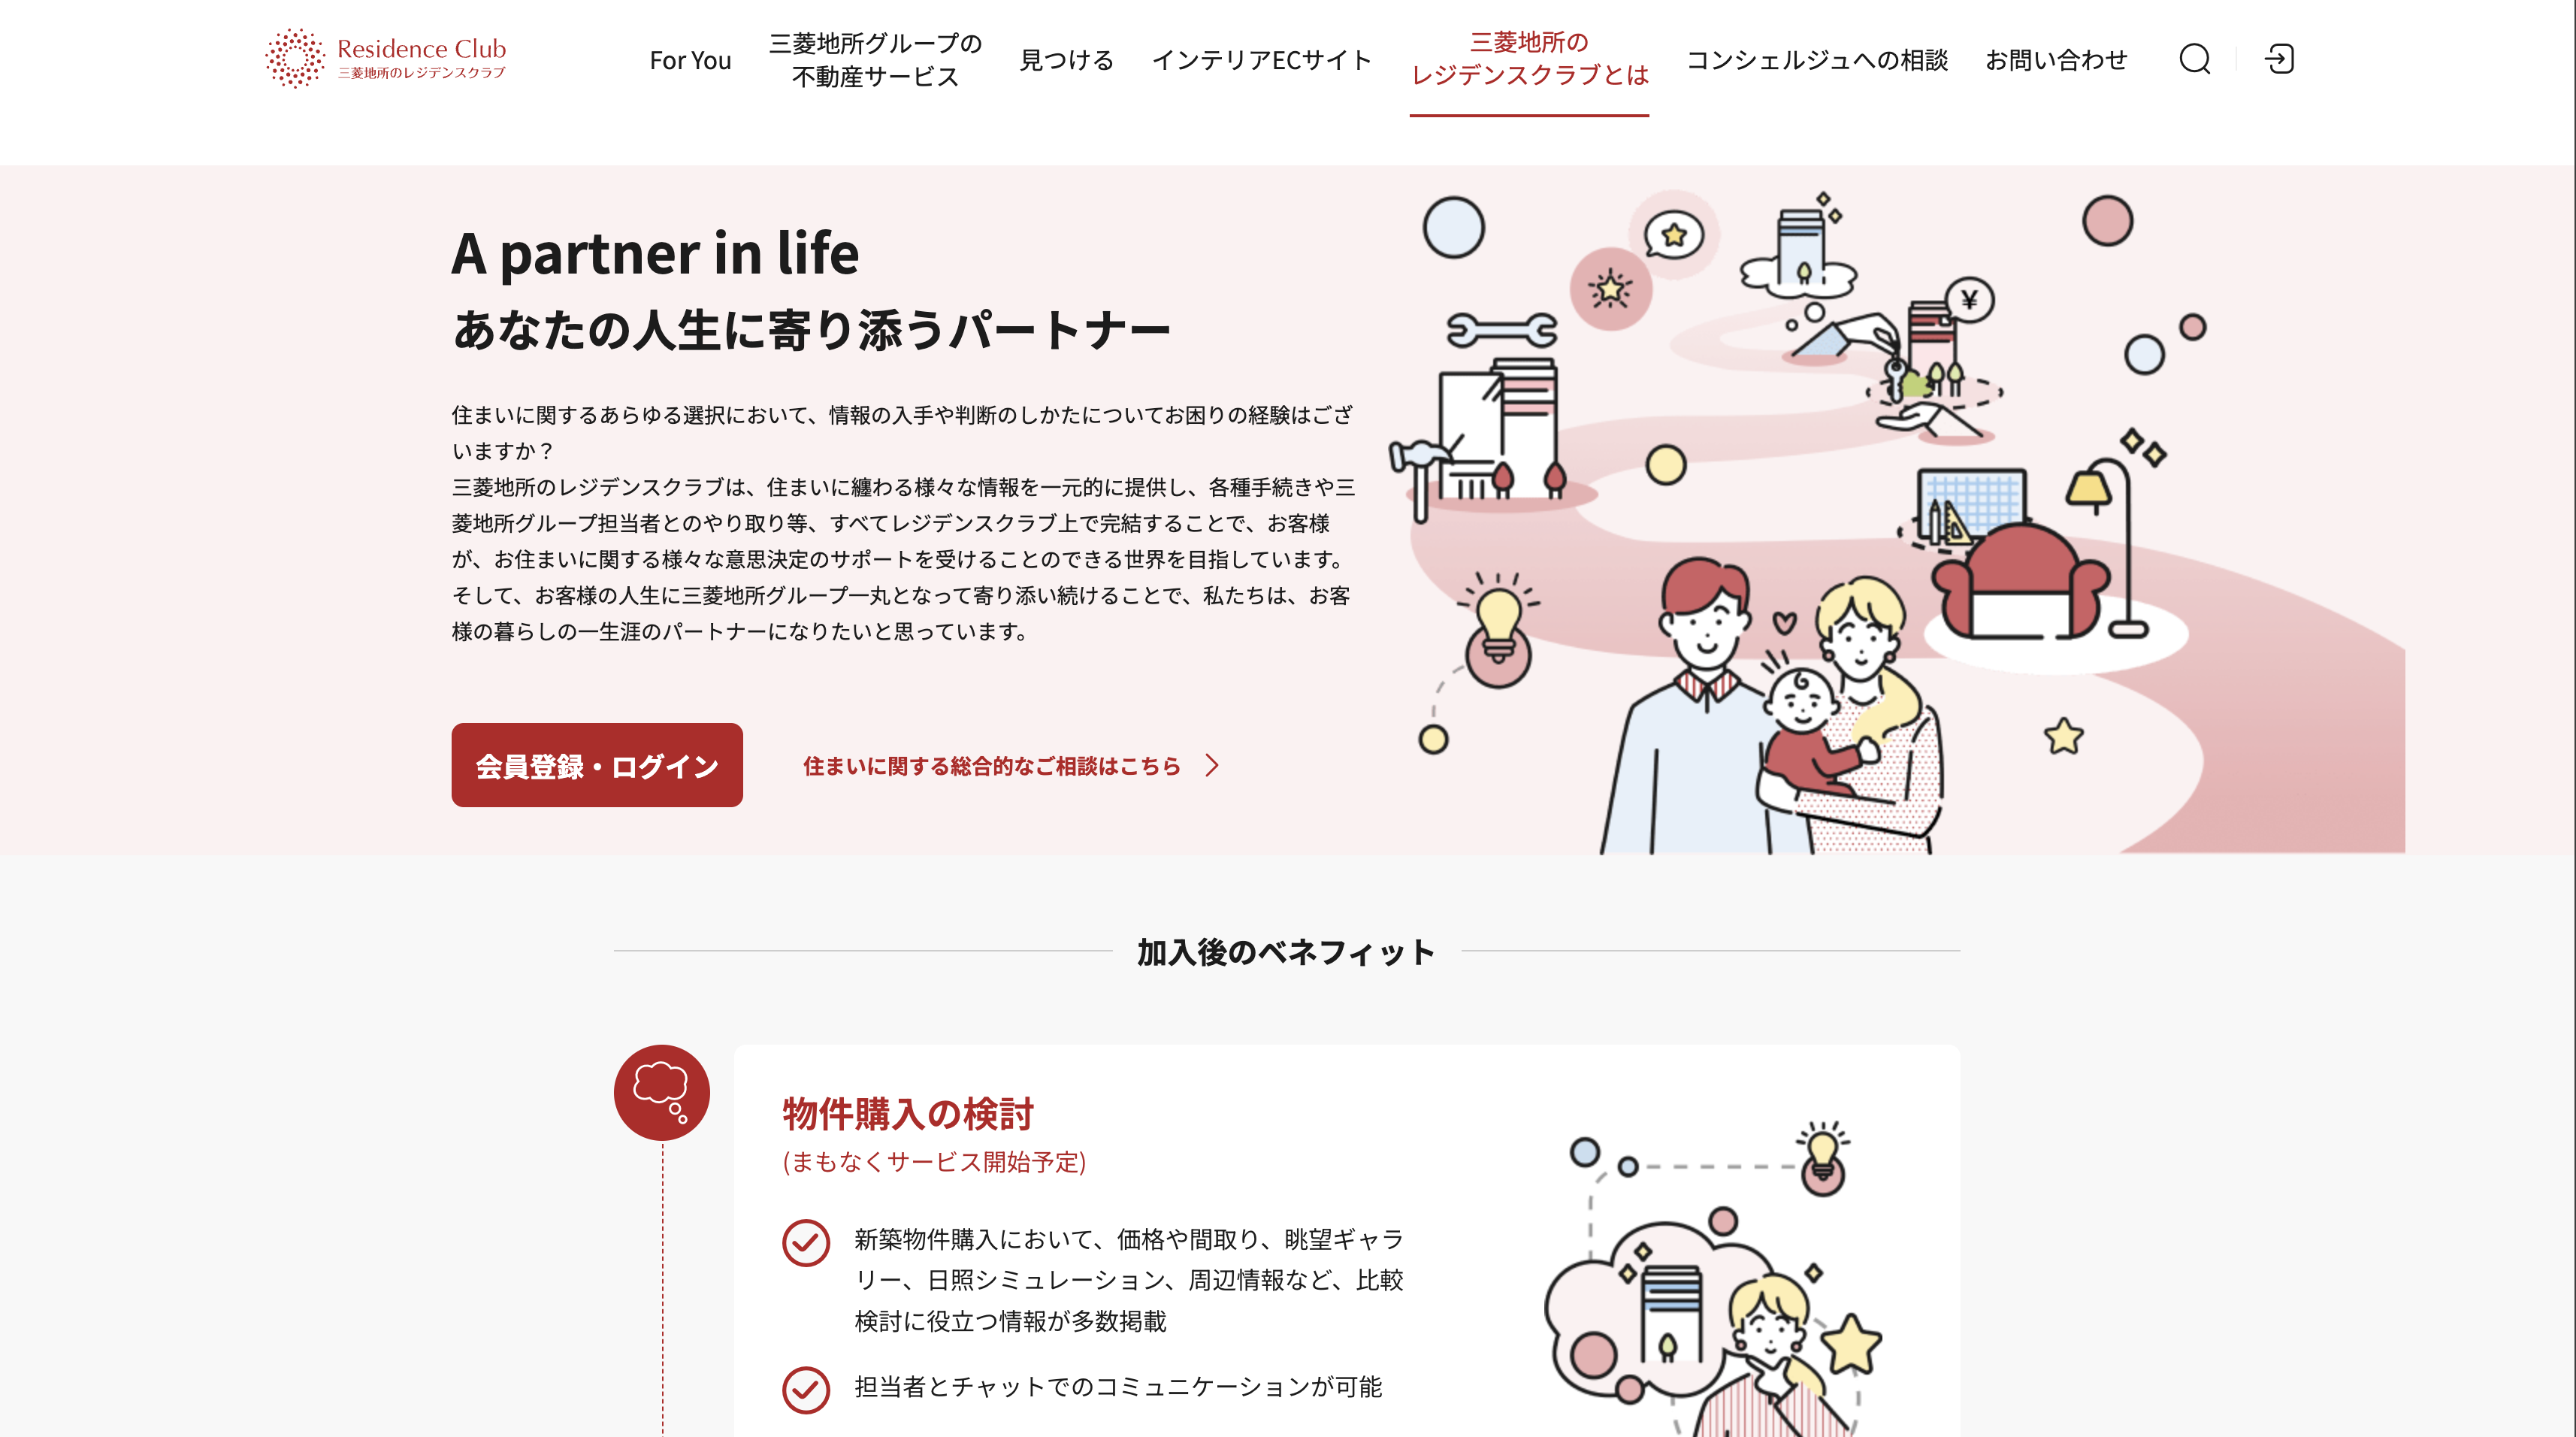 Residence Club
三菱地所のレジデンスクラブ
For You
三菱地所グループの
不動産サービス
見つける
インテリアECサイト
三菱地所の
レジデンスクラブとは
コンシェルジュへの相談
お問い合わせ
A partner in life
あなたの人生に寄り添うパートナー
住まいに関するあらゆる選択において、情報の入手や判断のしかたについてお困りの経験はござ
いますか？
三菱地所のレジデンスクラブは、住まいに纏わる様々な情報を一元的に提供し、各種手続きや三
菱地所グループ担当者とのやり取り等、すべてレジデンスクラブ上で完結することで、お客様
が、お住まいに関する様々な意思決定のサポートを受けることのできる世界を目指しています。
そして、お客様の人生に三菱地所グループ一丸となって寄り添い続けることで、私たちは、お客
様の暮らしの一生涯のパートナーになりたいと思っています。
会員登録・ログイン
住まいに関する総合的なご相談はこちら
¥
加入後のベネフィット
物件購入の検討
(まもなくサービス開始予定)
新築物件購入において、価格や間取り、眺望ギャラ
リー、日照シミュレーション、周辺情報など、比較
検討に役立つ情報が多数掲載
担当者とチャットでのコミュニケーションが可能